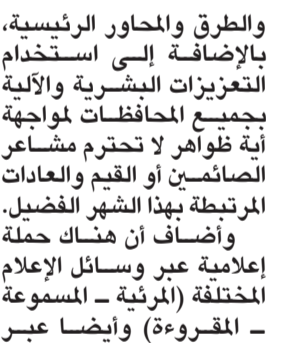 والطرق والمحاور الرئيسية،
بالإضافة إلى استخدام
التعزيزات البشرية والآلية
بجميع المحافظات لمواجهة
أية ظواهر لا تحترم مشاعر
الصائمين أو القيم والعادات
المرتبطة بهذا الشهر الفضيل.
وأضاف أن هناك حملة
إعلامية عبر وسائل الإعلام
المختلفة (المرئية ـ المسموعة
ـ المقروءة) وأيضا عبر